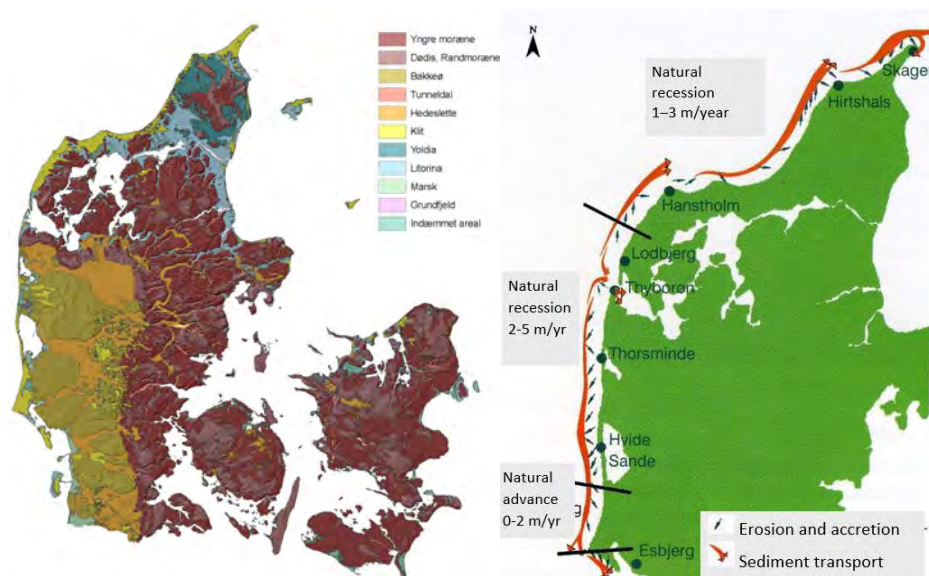 Yngre moræne
Dødis, Randmoræne
Bakkeø
Tunneldal
Hedeslette
Klit
Yoldia
Litorina
Marsk
Grundfjeld
Indæmmet areal
N
Natural
recession
1–3 m/year
Skage
Hirtshals
Hanstholm
Lodbjerg
Thyborøn
Natural
recession
2-5 m/yr
Thorsminde
Hvide
Sande
Natural
advance
0-2 m/yr
g
Esbjerg
Erosion and accretion
Sediment transport